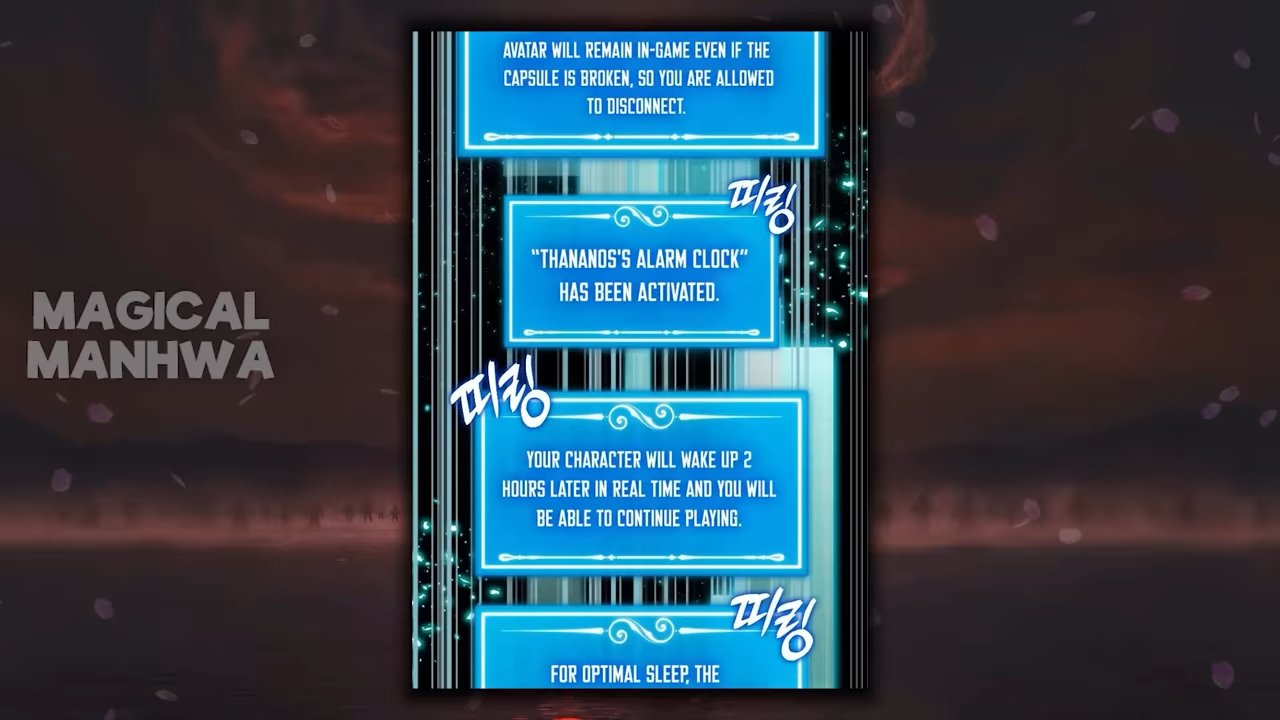 MAGICAL
MANHWA
AVATAR WILL REMAIN IN-GAME EVEN IF THE
CAPSULE IS BROKEN, SO YOU ARE ALLOWED
TO DISCONNECT.
띠링
"THANANOS'S ALARM CLOCK"
HAS BEEN ACTIVATED.
띠링
YOUR CHARACTER WILL WAKE UP 2
HOURS LATER IN REAL TIME AND YOU WILL
BE ABLE TO CONTINUE PLAYING.
띠링
FOR OPTIMAL SLEEP, THE